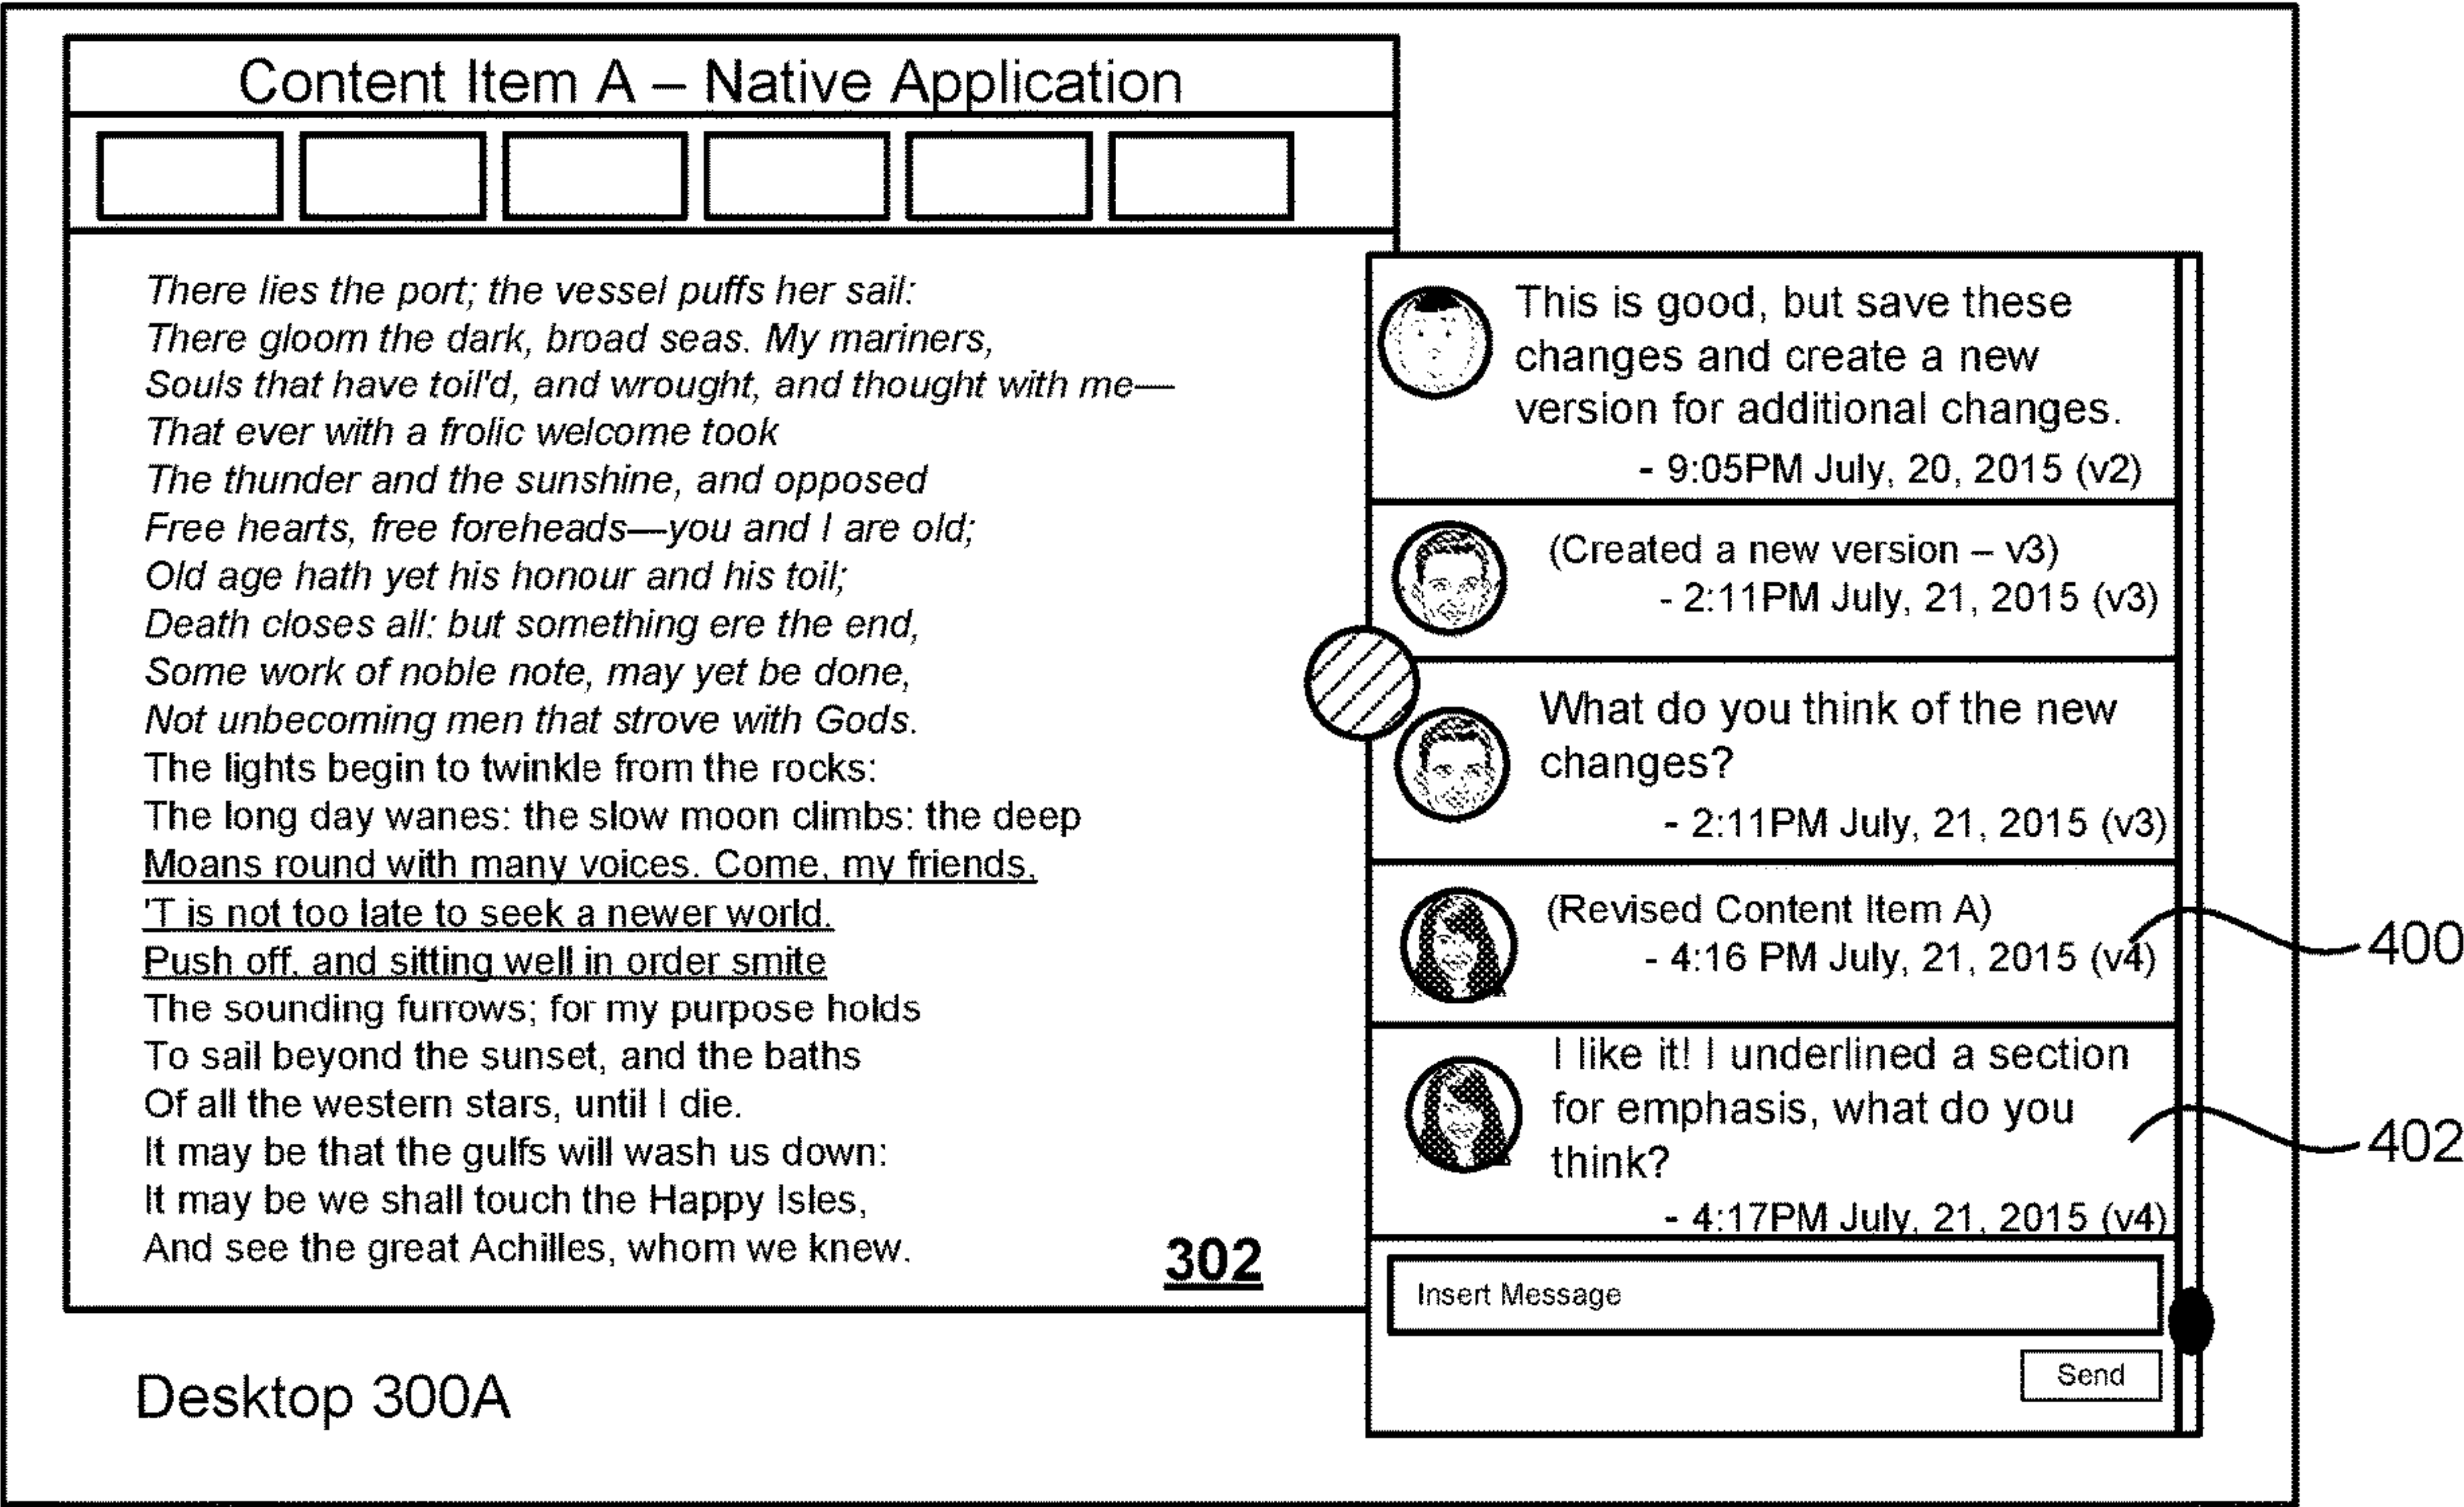 Content Item A – Native Application
There lies the port; the vessel puffs her sail:
There gloom the dark, broad seas. My mariners,
Souls that have toil'd, and wrought, and thought with me—
That ever with a frolic welcome took
The thunder and the sunshine, and opposed
Free hearts, free foreheads—you and I are old;
Old age hath yet his honour and his toil;
Death closes all: but something ere the end,
Some work of noble note, may yet be done,
Not unbecoming men that strove with Gods.
The lights begin to twinkle from the rocks:
The long day wanes: the slow moon climbs: the deep
Moans round with many voices. Come, my friends,
'T is not too late to seek a newer world.
Push off, and sitting well in order smite
The sounding furrows; for my purpose holds
To sail beyond the sunset, and the baths
Of all the western stars, until I die.
It may be that the gulfs will wash us down:
It may be we shall touch the Happy Isles,
And see the great Achilles, whom we knew.
302
This is good, but save these
changes and create a new
version for additional changes.
- 9:05PM July, 20, 2015 (v2)
(Created a new version – v3)
- 2:11PM July, 21, 2015 (v3)
What do you think of the new
changes?
- 2:11PM July, 21, 2015 (v3)
(Revised Content Item A)
- 4:16 PM July, 21, 2015 (v4)
400
I like it! I underlined a section
for emphasis, what do you
think?
- 4:17PM July, 21, 2015 (v4)
402
Insert Message
Send
Desktop 300A